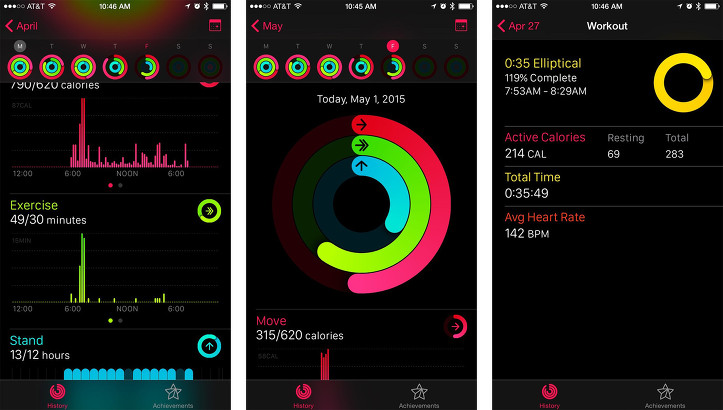 ●●●○○ AT&T 10:46 AM
April
M T W T F S S
790/620 calories
87CAL
12:00 6:00 NOON 6:00
Exercise
49/30 minutes
15MIN
12:00 6:00 NOON 6:00
Stand
13/12 hours
History Achievements
●●●○○ AT&T 10:45 AM
May
M T W T F S S
Today, May 1, 2015
Move
315/620 calories
58CAL
History Achievements
●●●○○ AT&T 10:46 AM
Apr 27 Workout
0:35 Elliptical
119% Complete
7:53AM - 8:29AM
Active Calories Resting Total
214 CAL 69 283
Total Time
0:35:49
Avg Heart Rate
142 BPM
History Achievements